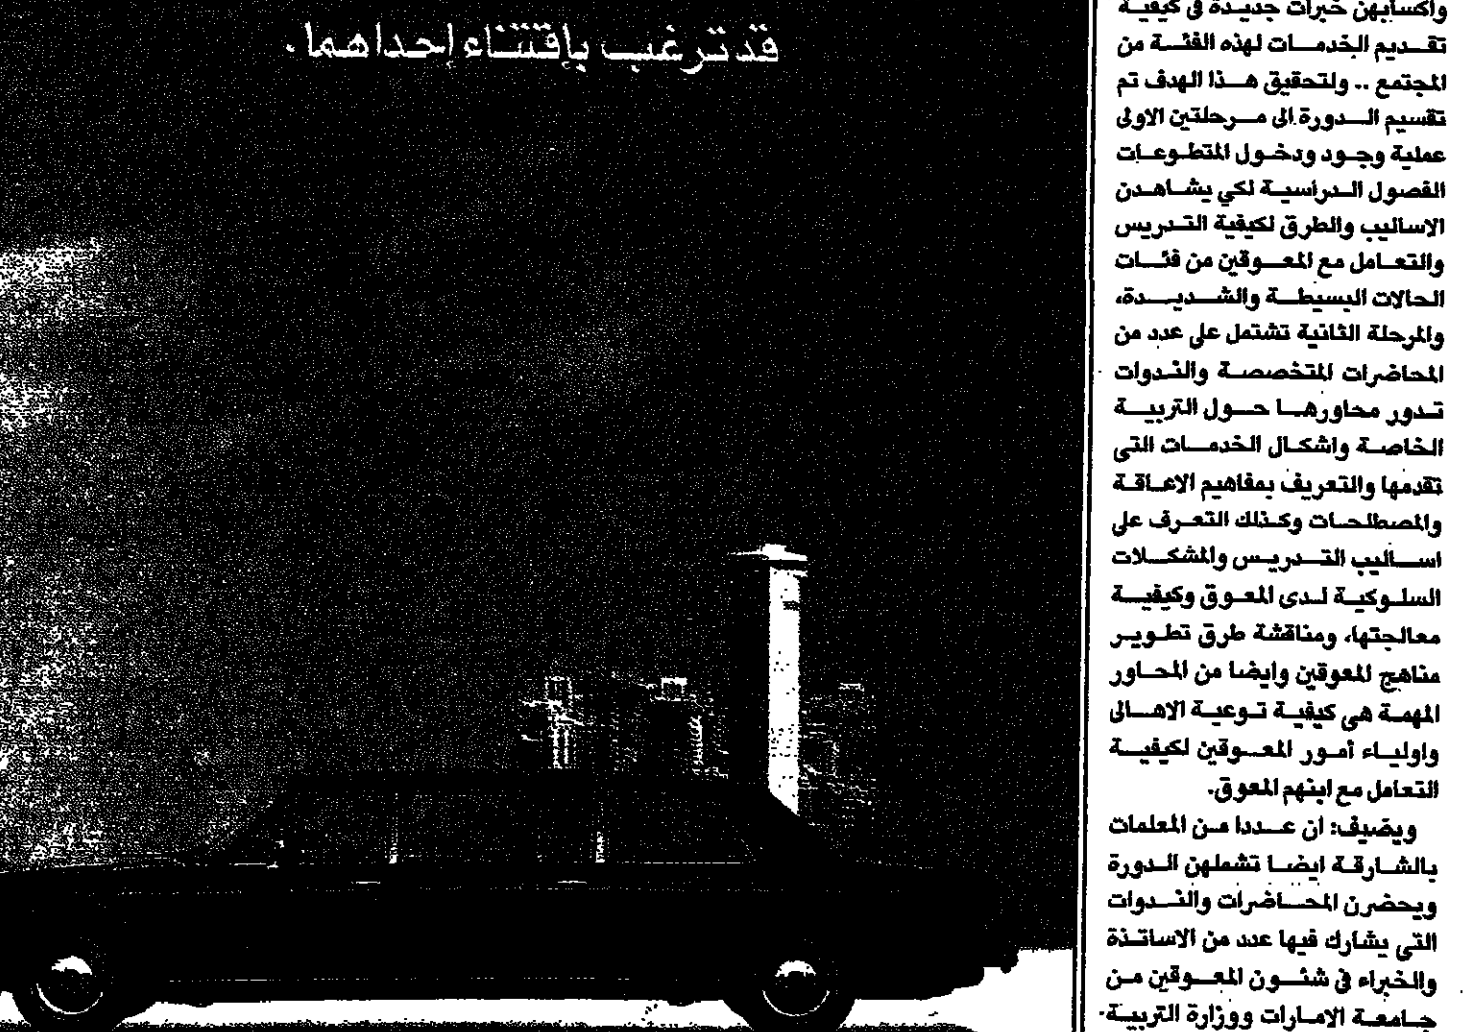 قد ترغب بإقتناء إحداهما.
واكسابهن خبرات جديدة في كيفية
تقديم الخدمات لهذه الفئة من
المجتمع .. ولتحقيق هذا الهدف تم
تقسيم الدورة الى مرحلتين الاولى
عملية وجود ودخول المتطوعات
الفصول الدراسية لكي يشاهدن
الاساليب والطرق لكيفية التدريس
والتعامل مع المعوقين من فئات
الحالات البسيطة والشديدة،
والمرحلة الثانية تشتمل على عدد من
المحاضرات المتخصصة والندوات
تدور محاورها حول التربية
الخاصة واشكال الخدمات التي
تقدمها والتعريف بمفاهيم الاعاقة
والمصطلحات وكذلك التعرف على
اساليب التدريس والمشكلات
السلوكية لدى المعوق وكيفية
معالجتها، ومناقشة طرق تطوير
مناهج المعوقين وايضا من المحاور
المهمة هي كيفية توعية الاهالى
واولياء أمور المعوقين لكيفية
التعامل مع ابنهم المعوق.
ويضيف: ان عددا من المعلمات
بالشارقة ايضا تشملهن الدورة
ويحضرن المحاضرات والندوات
التي يشارك فيها عدد من الاساتذة
والخبراء في شئون المعوقين من
جامعة الامارات ووزارة التربية.